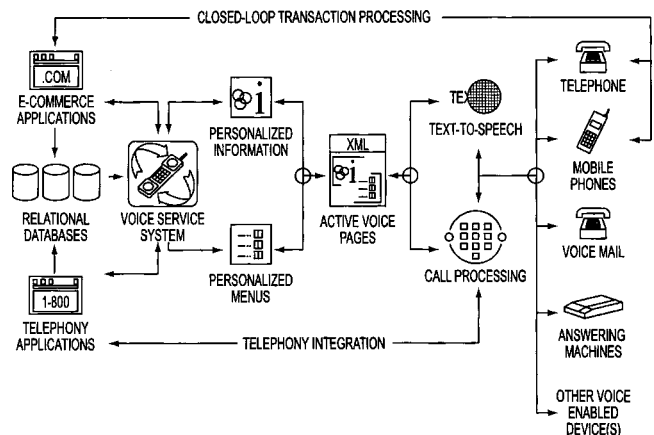 CLOSED-LOOP TRANSACTION PROCESSING
.COM
E-COMMERCE
APPLICATIONS
RELATIONAL
DATABASES
1-800
TELEPHONY
APPLICATIONS
VOICE SERVICE
SYSTEM
i
PERSONALIZED
INFORMATION
PERSONALIZED
MENUS
XML
i
ACTIVE VOICE
PAGES
TEX
TEXT-TO-SPEECH
CALL PROCESSING
TELEPHONY INTEGRATION
TELEPHONE
MOBILE
PHONES
VOICE MAIL
ANSWERING
MACHINES
OTHER VOICE
ENABLED
DEVICE(S)